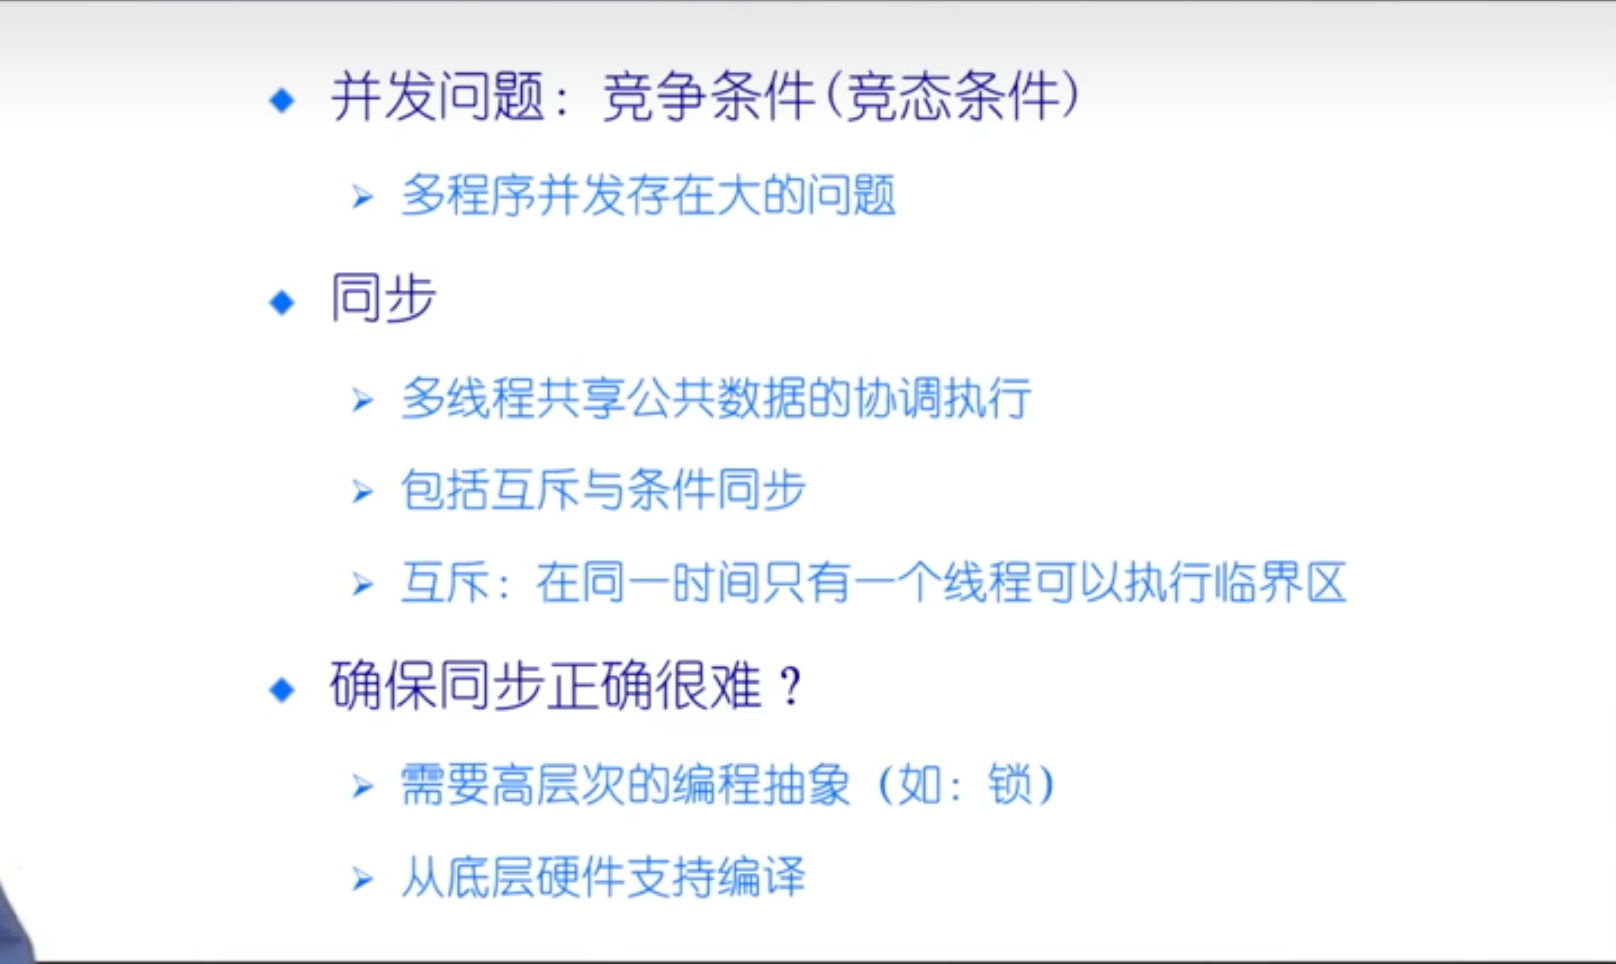 并发问题：竞争条件(竞态条件)
多程序并发存在大的问题
同步
多线程共享公共数据的协调执行
包括互斥与条件同步
互斥：在同一时间只有一个线程可以执行临界区
确保同步正确很难？
需要高层次的编程抽象（如：锁）
从底层硬件支持编译